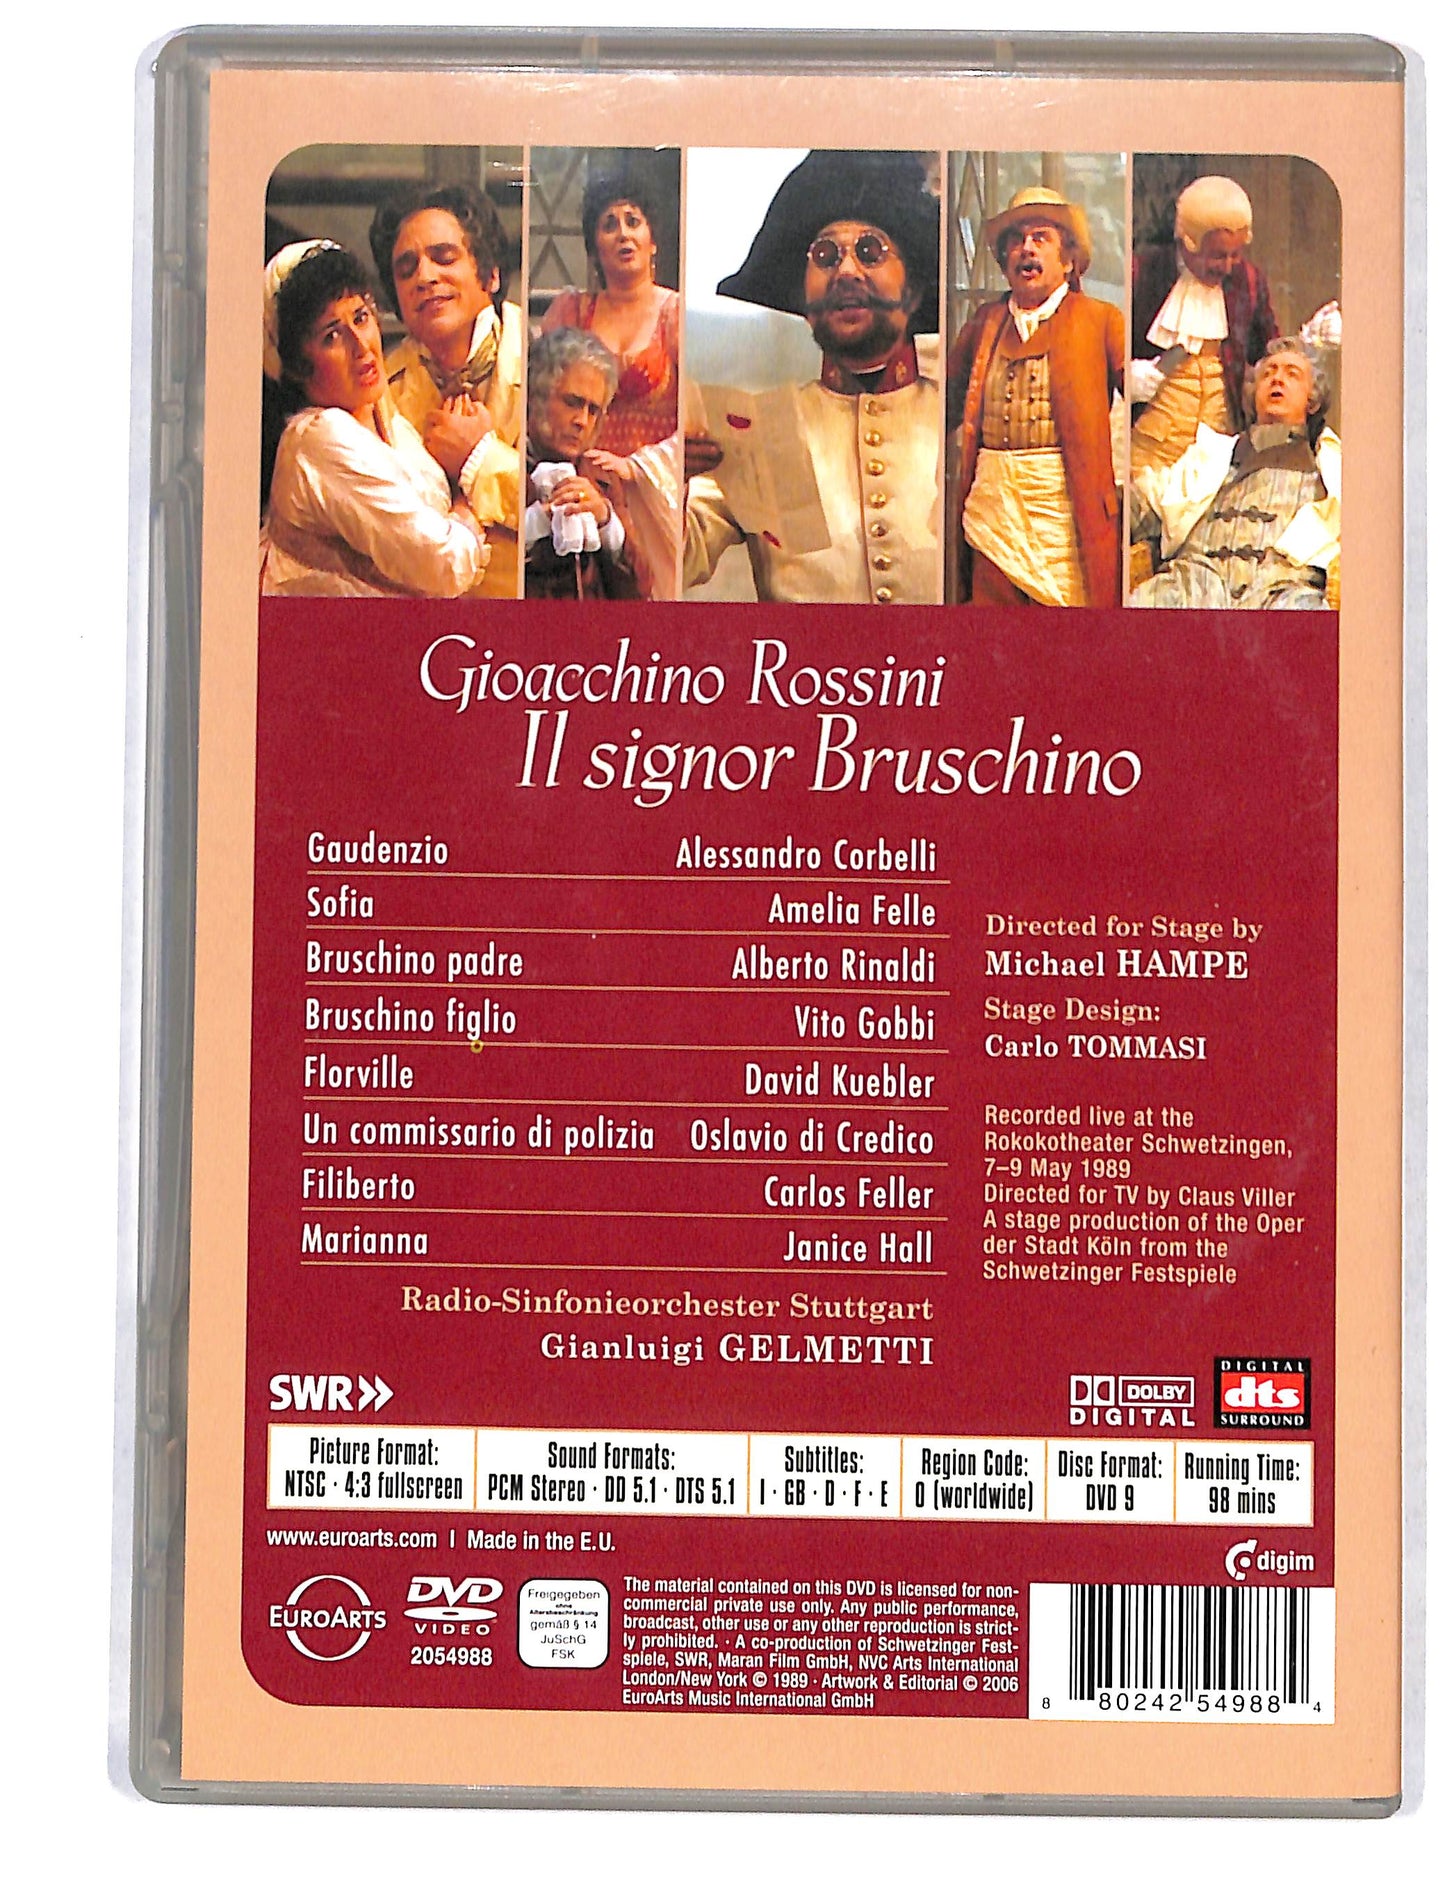 Gioacchino Rossini
Il signor Bruschino
Gaudenzio Alessandro Corbelli
Sofia Amelia Felle
Bruschino padre Alberto Rinaldi
Bruschino figlio Vito Gobbi
Florville David Kuebler
Un commissario di polizia Oslavio di Credico
Filiberto Carlos Feller
Marianna Janice Hall
Radio-Sinfonieorchester Stuttgart
Gianluigi GELMETTI
Directed for Stage by
Michael HAMPE
Stage Design:
Carlo TOMMASI
Recorded live at the
Rokokotheater Schwetzingen,
7–9 May 1989
Directed for TV by Claus Viller
A stage production of the Oper
der Stadt Köln from the
Schwetzinger Festspiele
SWR
DOLBY
DIGITAL
DIGITAL
dts
SURROUND
Picture Format:
NTSC · 4:3 fullscreen
Sound Formats:
PCM Stereo · DD 5.1 · DTS 5.1
Subtitles:
I · GB · D · F · E
Region Code:
0 (worldwide)
Disc Format:
DVD 9
Running Time:
98 mins
www.euroarts.com | Made in the E.U.
digim
EUROARTS
DVD
VIDEO
2054988
Freigegeben
ohne
Altersbeschränkung
gemäß § 14
JuSchG
FSK
The material contained on this DVD is licensed for non-
commercial private use only. Any public performance,
broadcast, other use or any other reproduction is strict-
ly prohibited. · A co-production of Schwetzinger Fest-
spiele, SWR, Maran Film GmbH, NVC Arts International
London/New York © 1989 · Artwork & Editorial © 2006
EuroArts Music International GmbH
8 80242 54988 4